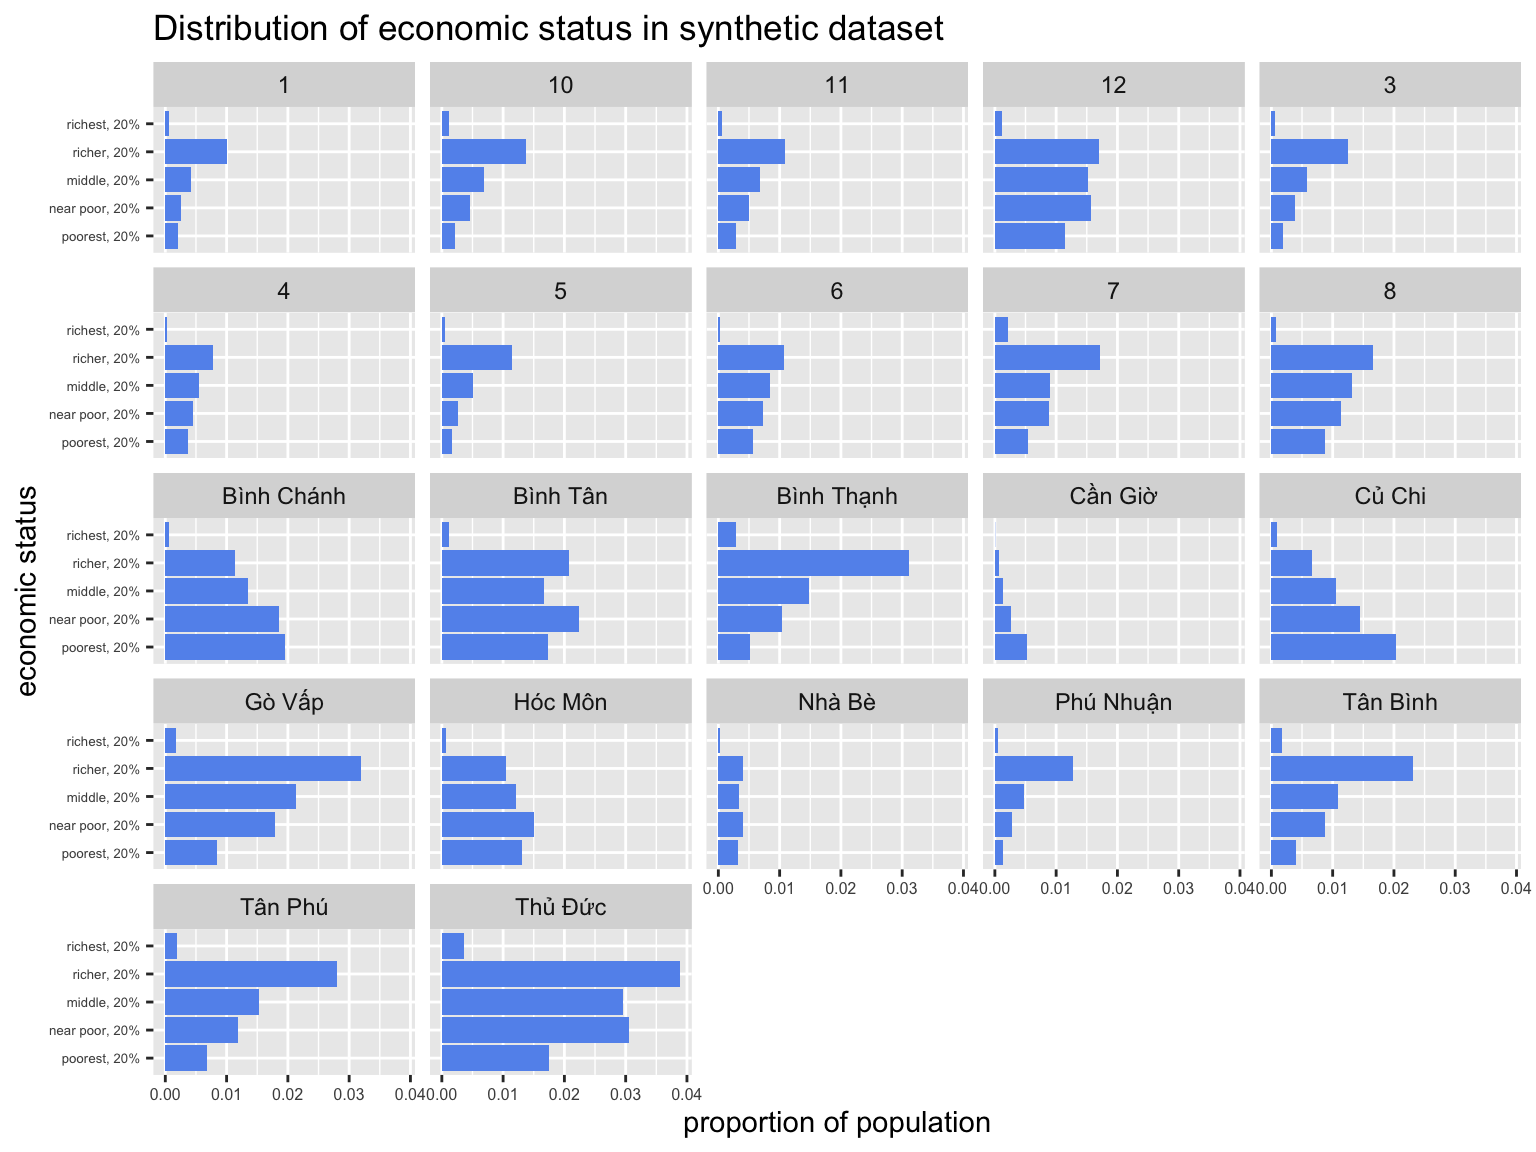 Distribution of economic status in synthetic dataset
1 10 11 12 3
richest, 20%
richer, 20%
middle, 20%
near poor, 20%
poorest, 20%
4 5 6 7 8
richest, 20%
richer, 20%
middle, 20%
near poor, 20%
poorest, 20%
economic status
Bình Chánh Bình Tân Bình Thạnh Cần Giờ Củ Chi
richest, 20%
richer, 20%
middle, 20%
near poor, 20%
poorest, 20%
Gò Vấp Hóc Môn Nhà Bè Phú Nhuận Tân Bình
richest, 20%
richer, 20%
middle, 20%
near poor, 20%
poorest, 20%
0.00 0.01 0.02 0.03 0.04 0.00 0.01 0.02 0.03 0.04 0.00 0.01 0.02 0.03 0.04
Tân Phú Thủ Đức
richest, 20%
richer, 20%
middle, 20%
near poor, 20%
poorest, 20%
0.00 0.01 0.02 0.03 0.04 0.00 0.01 0.02 0.03 0.04
proportion of population